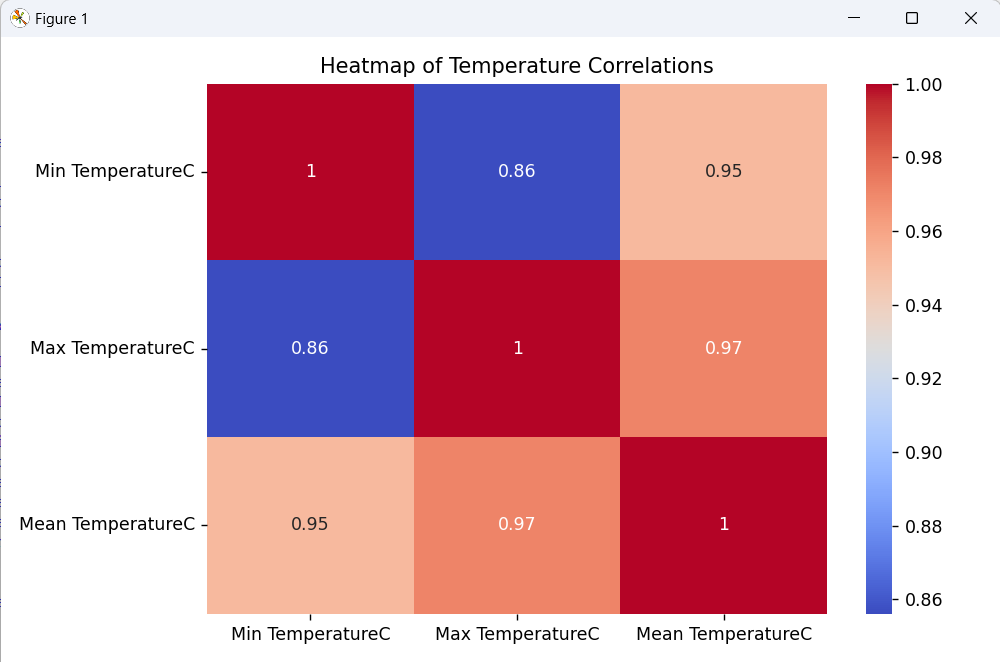 Figure 1
Heatmap of Temperature Correlations
Min TemperatureC
1
0.86
0.95
Max TemperatureC
0.86
1
0.97
Mean TemperatureC
0.95
0.97
1
Min TemperatureC
Max TemperatureC
Mean TemperatureC
1.00
0.98
0.96
0.94
0.92
0.90
0.88
0.86